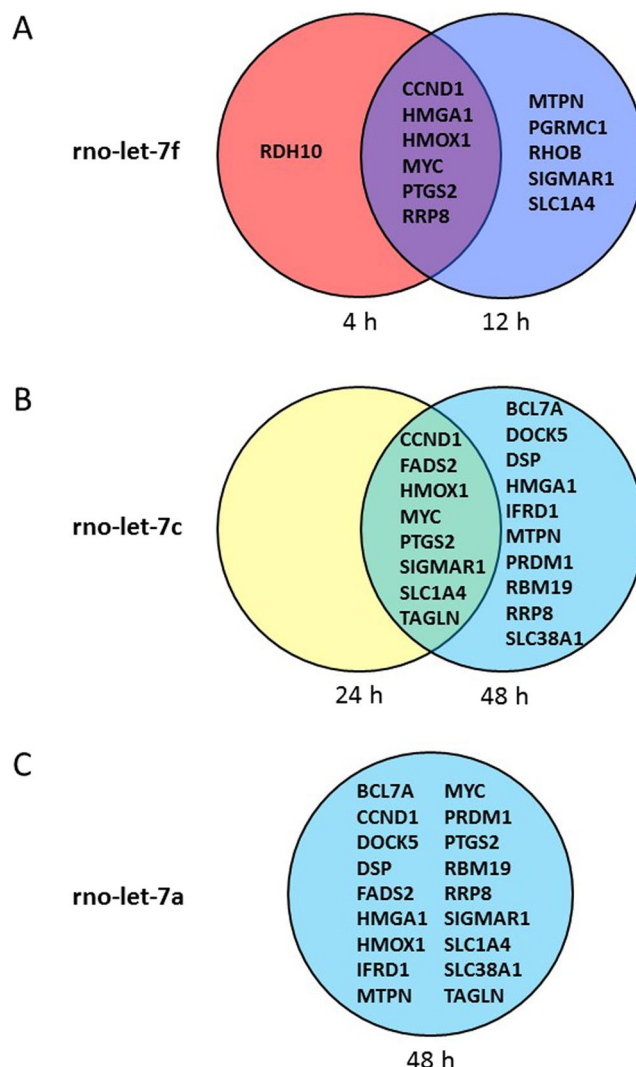 A
rno-let-7f
RDH10
CCND1
HMGA1
HMOX1
MYC
PTGS2
RRP8
MTPN
PGRMC1
RHOB
SIGMAR1
SLC1A4
4 h
12 h
B
rno-let-7c
CCND1
FADS2
HMOX1
MYC
PTGS2
SIGMAR1
SLC1A4
TAGLN
BCL7A
DOCK5
DSP
HMGA1
IFRD1
MTPN
PRDM1
RBM19
RRP8
SLC38A1
24 h
48 h
C
rno-let-7a
BCL7A
CCND1
DOCK5
DSP
FADS2
HMGA1
HMOX1
IFRD1
MTPN
MYC
PRDM1
PTGS2
RBM19
RRP8
SIGMAR1
SLC1A4
SLC38A1
TAGLN
48 h